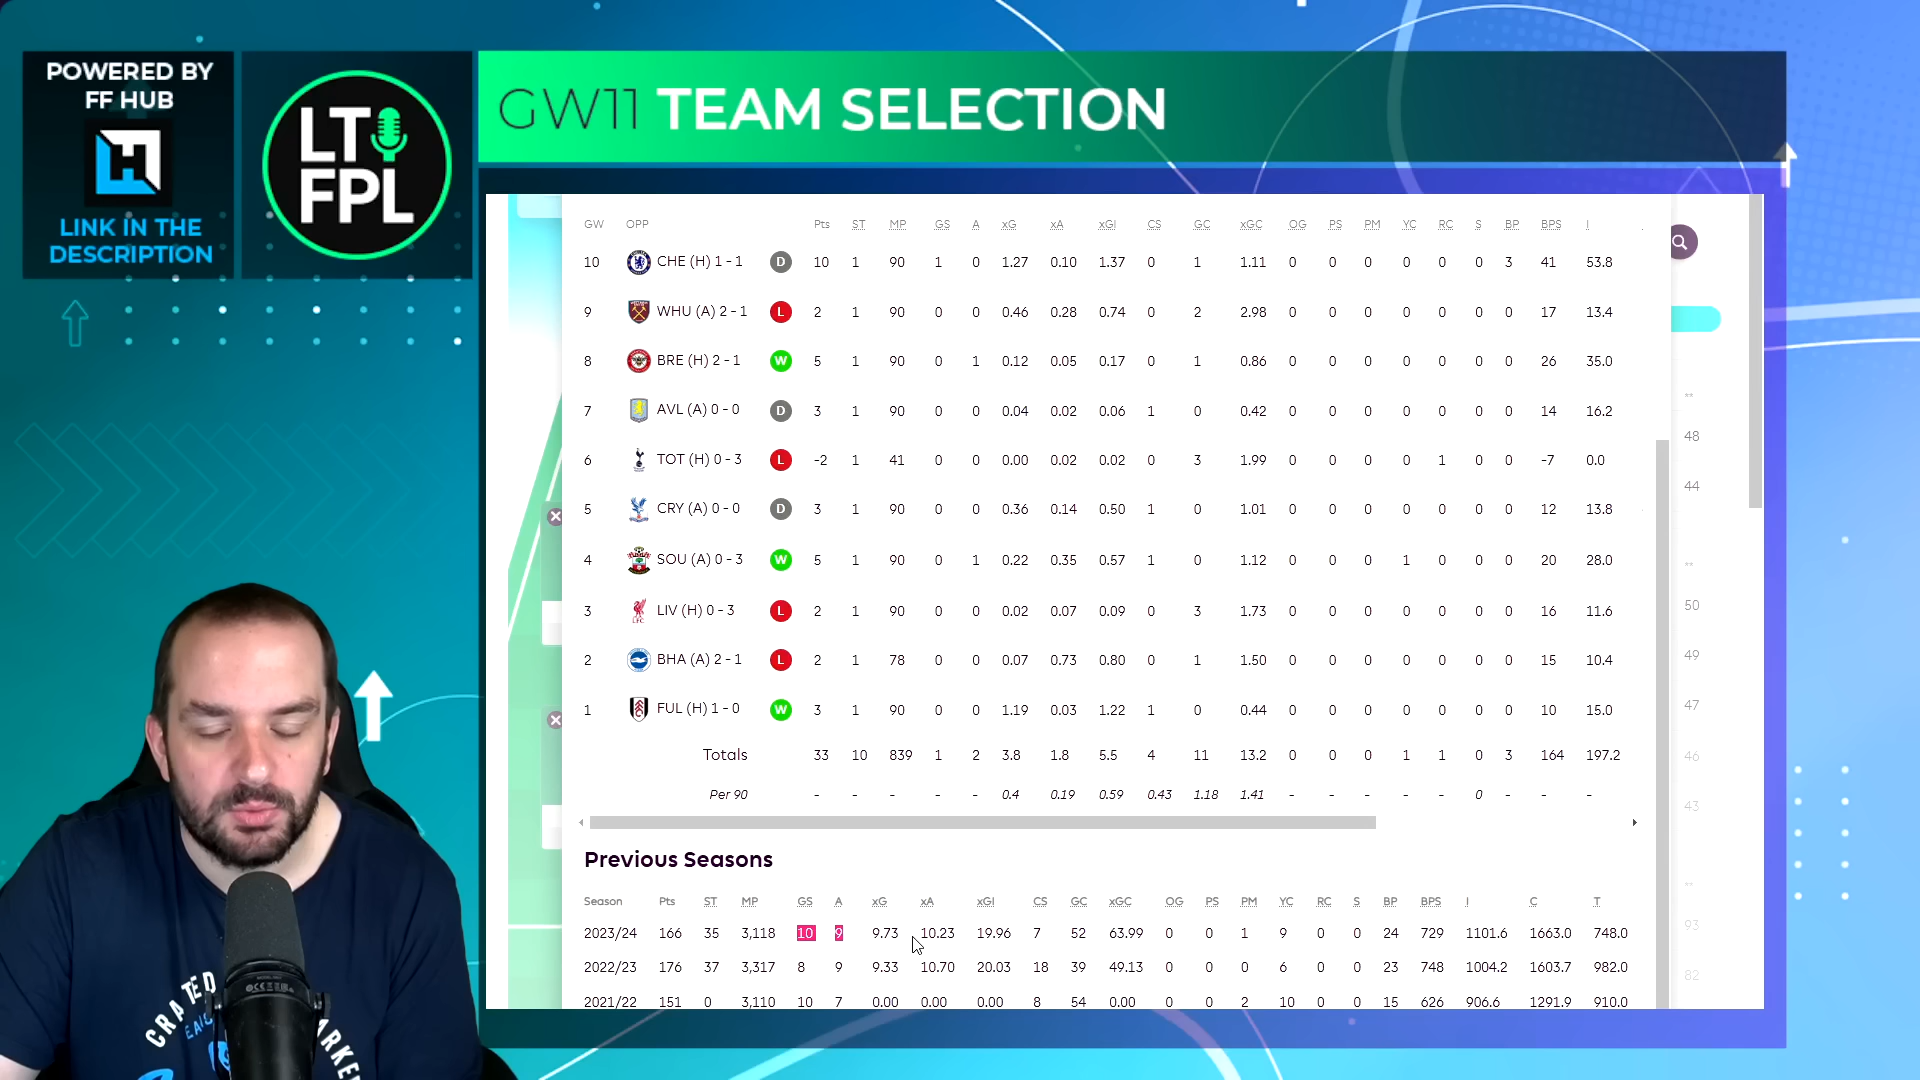 POWERED BY
FF HUB
LINK IN THE
DESCRIPTION
LT
FPL
GW11 TEAM SELECTION
GW OPP Pts ST MP GS A xG xA xGI CS GC xGC OG PS PM YC RC S BP BPS I
10 CHE (H) 1 - 1 D 10 1 90 1 0 1.27 0.10 1.37 0 1 1.11 0 0 0 0 0 0 3 41 53.8
9 WHU (A) 2 - 1 L 2 1 90 0 0 0.46 0.28 0.74 0 2 2.98 0 0 0 0 0 0 0 17 13.4
8 BRE (H) 2 - 1 W 5 1 90 0 1 0.12 0.05 0.17 0 1 0.86 0 0 0 0 0 0 0 26 35.0
7 AVL (A) 0 - 0 D 3 1 90 0 0 0.04 0.02 0.06 1 0 0.42 0 0 0 0 0 0 0 14 16.2
6 TOT (H) 0 - 3 L -2 1 41 0 0 0.00 0.02 0.02 0 3 1.99 0 0 0 0 1 0 0 -7 0.0
5 CRY (A) 0 - 0 D 3 1 90 0 0 0.36 0.14 0.50 1 0 1.01 0 0 0 0 0 0 0 12 13.8
4 SOU (A) 0 - 3 W 5 1 90 0 1 0.22 0.35 0.57 1 0 1.12 0 0 0 1 0 0 0 20 28.0
3 LIV (H) 0 - 3 L 2 1 90 0 0 0.02 0.07 0.09 0 3 1.73 0 0 0 0 0 0 0 16 11.6
2 BHA (A) 2 - 1 L 2 1 78 0 0 0.07 0.73 0.80 0 1 1.50 0 0 0 0 0 0 0 15 10.4
1 FUL (H) 1 - 0 W 3 1 90 0 0 1.19 0.03 1.22 1 0 0.44 0 0 0 0 0 0 0 10 15.0
Totals 33 10 839 1 2 3.8 1.8 5.5 4 11 13.2 0 0 0 1 1 0 3 164 197.2
Per 90 - - - - - 0.4 0.19 0.59 0.43 1.18 1.41 - - - - - 0 - - -
Previous Seasons
Season Pts ST MP GS A xG xA xGI CS GC xGC OG PS PM YC RC S BP BPS I C T
2023/24 166 35 3,118 10 9 9.73 10.23 19.96 7 52 63.99 0 0 1 9 0 0 24 729 1101.6 1663.0 748.0
2022/23 176 37 3,317 8 9 9.33 10.70 20.03 18 39 49.13 0 0 0 6 0 0 23 748 1004.2 1603.7 982.0
2021/22 151 0 3,110 10 7 0.00 0.00 0.00 8 54 0.00 0 0 2 10 0 0 15 626 906.6 1291.9 910.0
48
44
50
49
47
46
43
93
82
CRATED